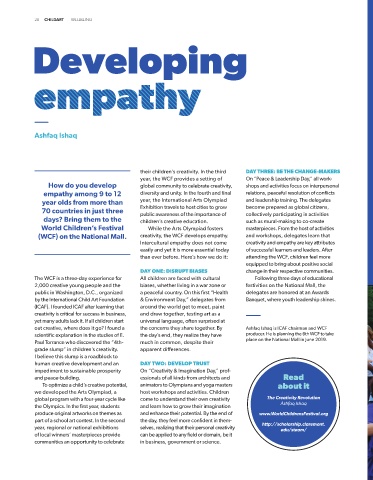 28 CHILDART WELLBEING
Developing
empathy
Ashfaq Ishaq
How do you develop
empathy among 9 to 12
year olds from more than
70 countries in just three
days? Bring them to the
World Children's Festival
(WCF) on the National Mall.
The WCF is a three-day experience for
2,000 creative young people and the
public in Washington, D.C., organized
by the International Child Art Foundation
(ICAF). I founded ICAF after learning that
creativity is critical for success in business,
yet many adults lack it. If all children start
out creative, where does it go? I found a
scientific explanation in the studies of E.
Paul Torrance who discovered the "4th-
grade slump" in children's creativity.
I believe this slump is a roadblock to
human creative development and an
impediment to sustainable prosperity
and peace building.
To optimize a child's creative potential,
we developed the Arts Olympiad, a
global program with a four-year cycle like
the Olympics. In the first year, students
produce original artworks on themes as
part of a school art contest. In the second
year, regional or national exhibitions
of local winners' masterpieces provide
communities an opportunity to celebrate
their children's creativity. In the third
year, the WCF provides a setting of
global community to celebrate creativity,
diversity and unity. In the fourth and final
year, the International Arts Olympiad
Exhibition travels to host cities to grow
public awareness of the importance of
children's creative education.
While the Arts Olympiad fosters
creativity, the WCF develops empathy.
Intercultural empathy does not come
easily and yet it is more essential today
than ever before. Here's how we do it:
DAY ONE: DISRUPT BIASES
All children are faced with cultural
biases, whether living in a war zone or
a peaceful country. On this first "Health
& Environment Day," delegates from
around the world get to meet, paint
and draw together, testing art as a
universal language, often surprised at
the concerns they share together. By
the day's end, they realize they have
much in common, despite their
apparent differences.
DAY TWO: DEVELOP TRUST
On "Creativity & Imagination Day," prof-
essionals of all kinds from architects and
animators to Olympians and yoga masters
host workshops and activities. Children
come to understand their own creativity
and learn how to grow their imagination
and enhance their potential. By the end of
the day, they feel more confident in them-
selves, realizing that their personal creativity
can be applied to any field or domain, be it
in business, government or science.
DAY THREE: BE THE CHANGE-MAKERS
On "Peace & Leadership Day," all work-
shops and activities focus on interpersonal
relations, peaceful resolution of conflicts
and leadership training. The delegates
become prepared as global citizens,
collectively participating in activities
such as mural-making to co-create
masterpieces. From the host of activities
and workshops, delegates learn that
creativity and empathy are key attributes
of successful learners and leaders. After
attending the WCF, children feel more
equipped to bring about positive social
change in their respective communities.
Following three days of educational
festivities on the National Mall, the
delegates are honored at an Awards
Banquet, where youth leadership shines.
Ashfaq Ishaq is ICAF chairman and WCF
producer. He is planning the 6th WCF to take
place on the National Mall in June 2019.
Read
about it
The Creativity Revolution
Ashfaq Ishaq
www.WorldChildrensFestival.org
http://scholarship.claremont.
edu/steam/